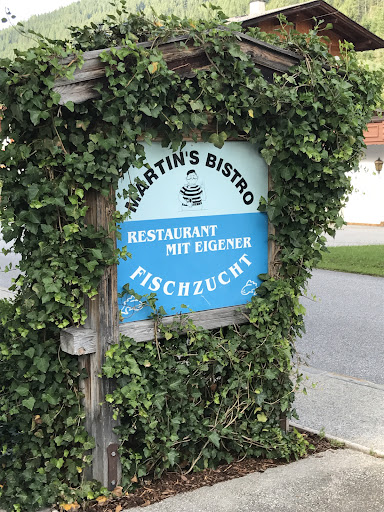 MARTIN'S BISTRO
RESTAURANT
MIT EIGENER
FISCHZUCHT